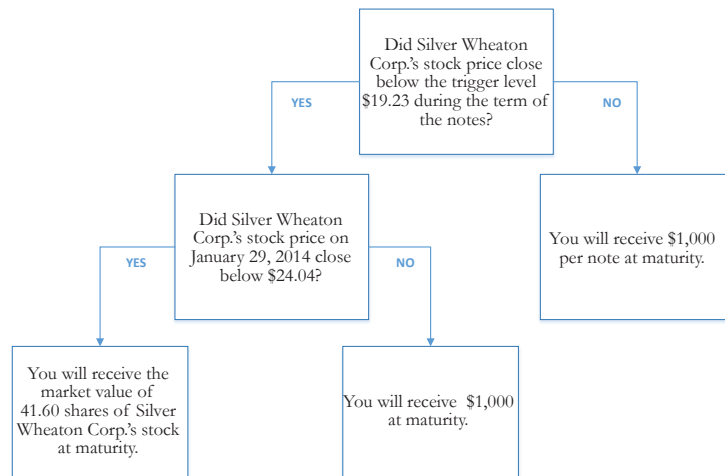 Did Silver Wheaton
Corp.'s stock price close
below the trigger level
$19.23 during the term of
the notes?
YES
NO
Did Silver Wheaton
Corp.'s stock price on
January 29, 2014 close
below $24.04?
You will receive $1,000
per note at maturity.
YES
NO
You will receive the
market value of
41.60 shares of Silver
Wheaton Corp.'s stock
at maturity.
You will receive $1,000
at maturity.